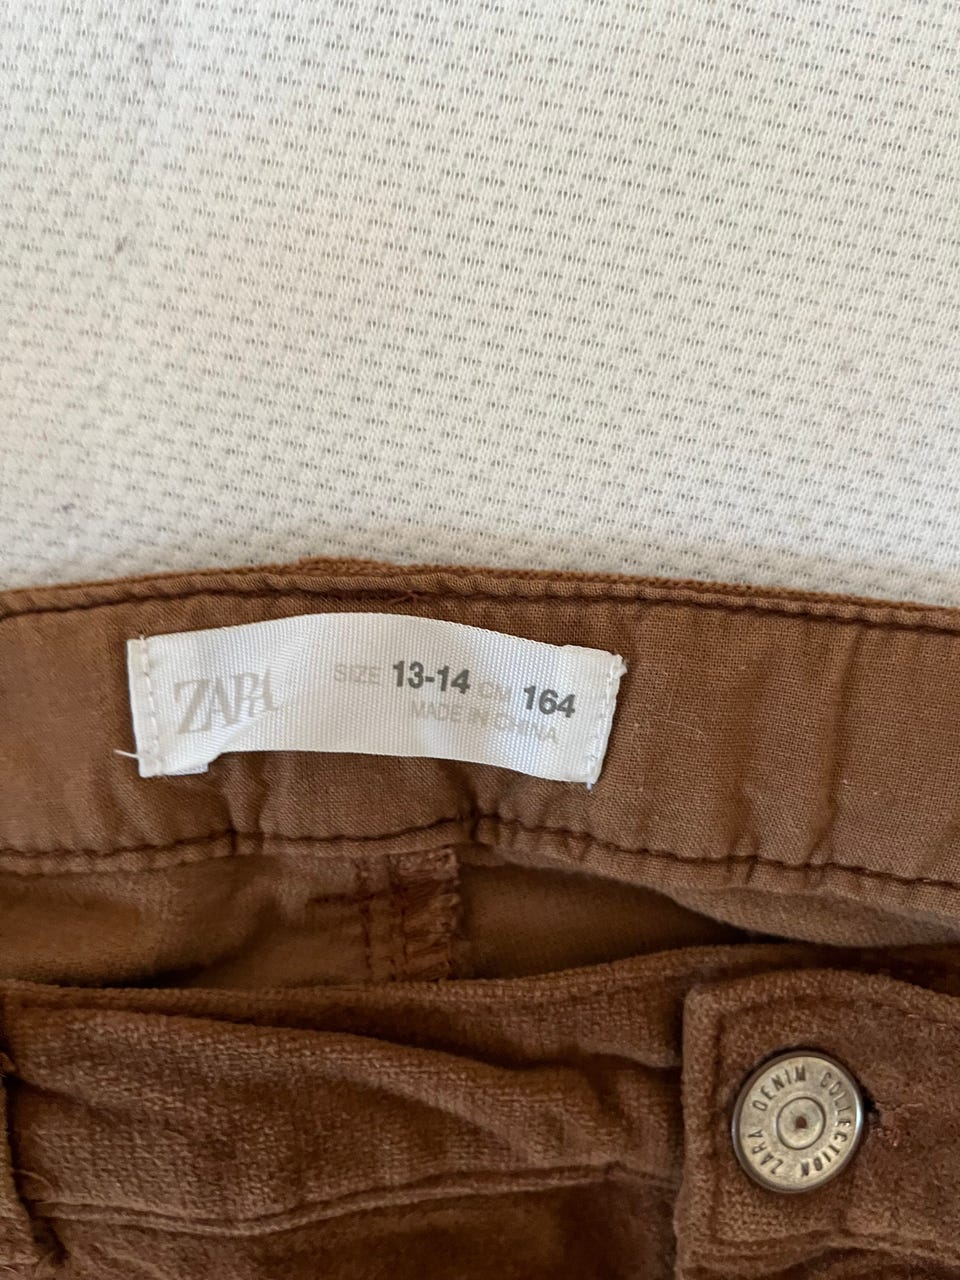 ZARA
SIZE 13-14 CM 164
MADE IN CHINA
ZARA DENIM COLLECTION